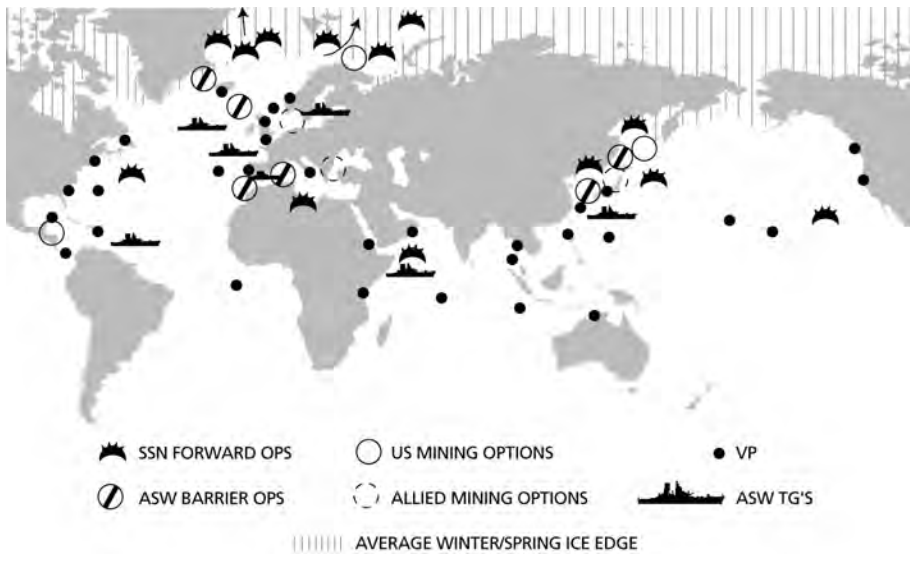 SSN FORWARD OPS
US MINING OPTIONS
VP
ASW BARRIER OPS
ALLIED MINING OPTIONS
ASW TG'S
AVERAGE WINTER/SPRING ICE EDGE